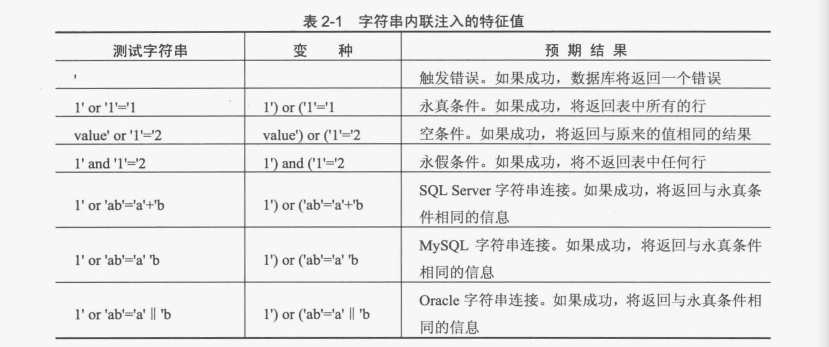 表 2-1 字符串内联注入的特征值
测试字符串 变 种 预 期 结 果
' 触发错误。如果成功，数据库将返回一个错误
1' or '1'='1 1') or ('1'='1 永真条件。如果成功，将返回表中所有的行
value' or '1'='2 value') or ('1'='2 空条件。如果成功，将返回与原来的值相同的结果
1' and '1'='2 1') and ('1'='2 永假条件。如果成功，将不返回表中任何行
1' or 'ab'='a'+'b 1') or ('ab'='a'+'b SQL Server 字符串连接。如果成功，将返回与永真条
件相同的信息
1' or 'ab'='a' 'b 1') or ('ab'='a' 'b MySQL 字符串连接。如果成功，将返回与永真条件
相同的信息
1' or 'ab'='a' || 'b 1') or ('ab'='a' || 'b Oracle 字符串连接。如果成功，将返回与永真条件相
同的信息